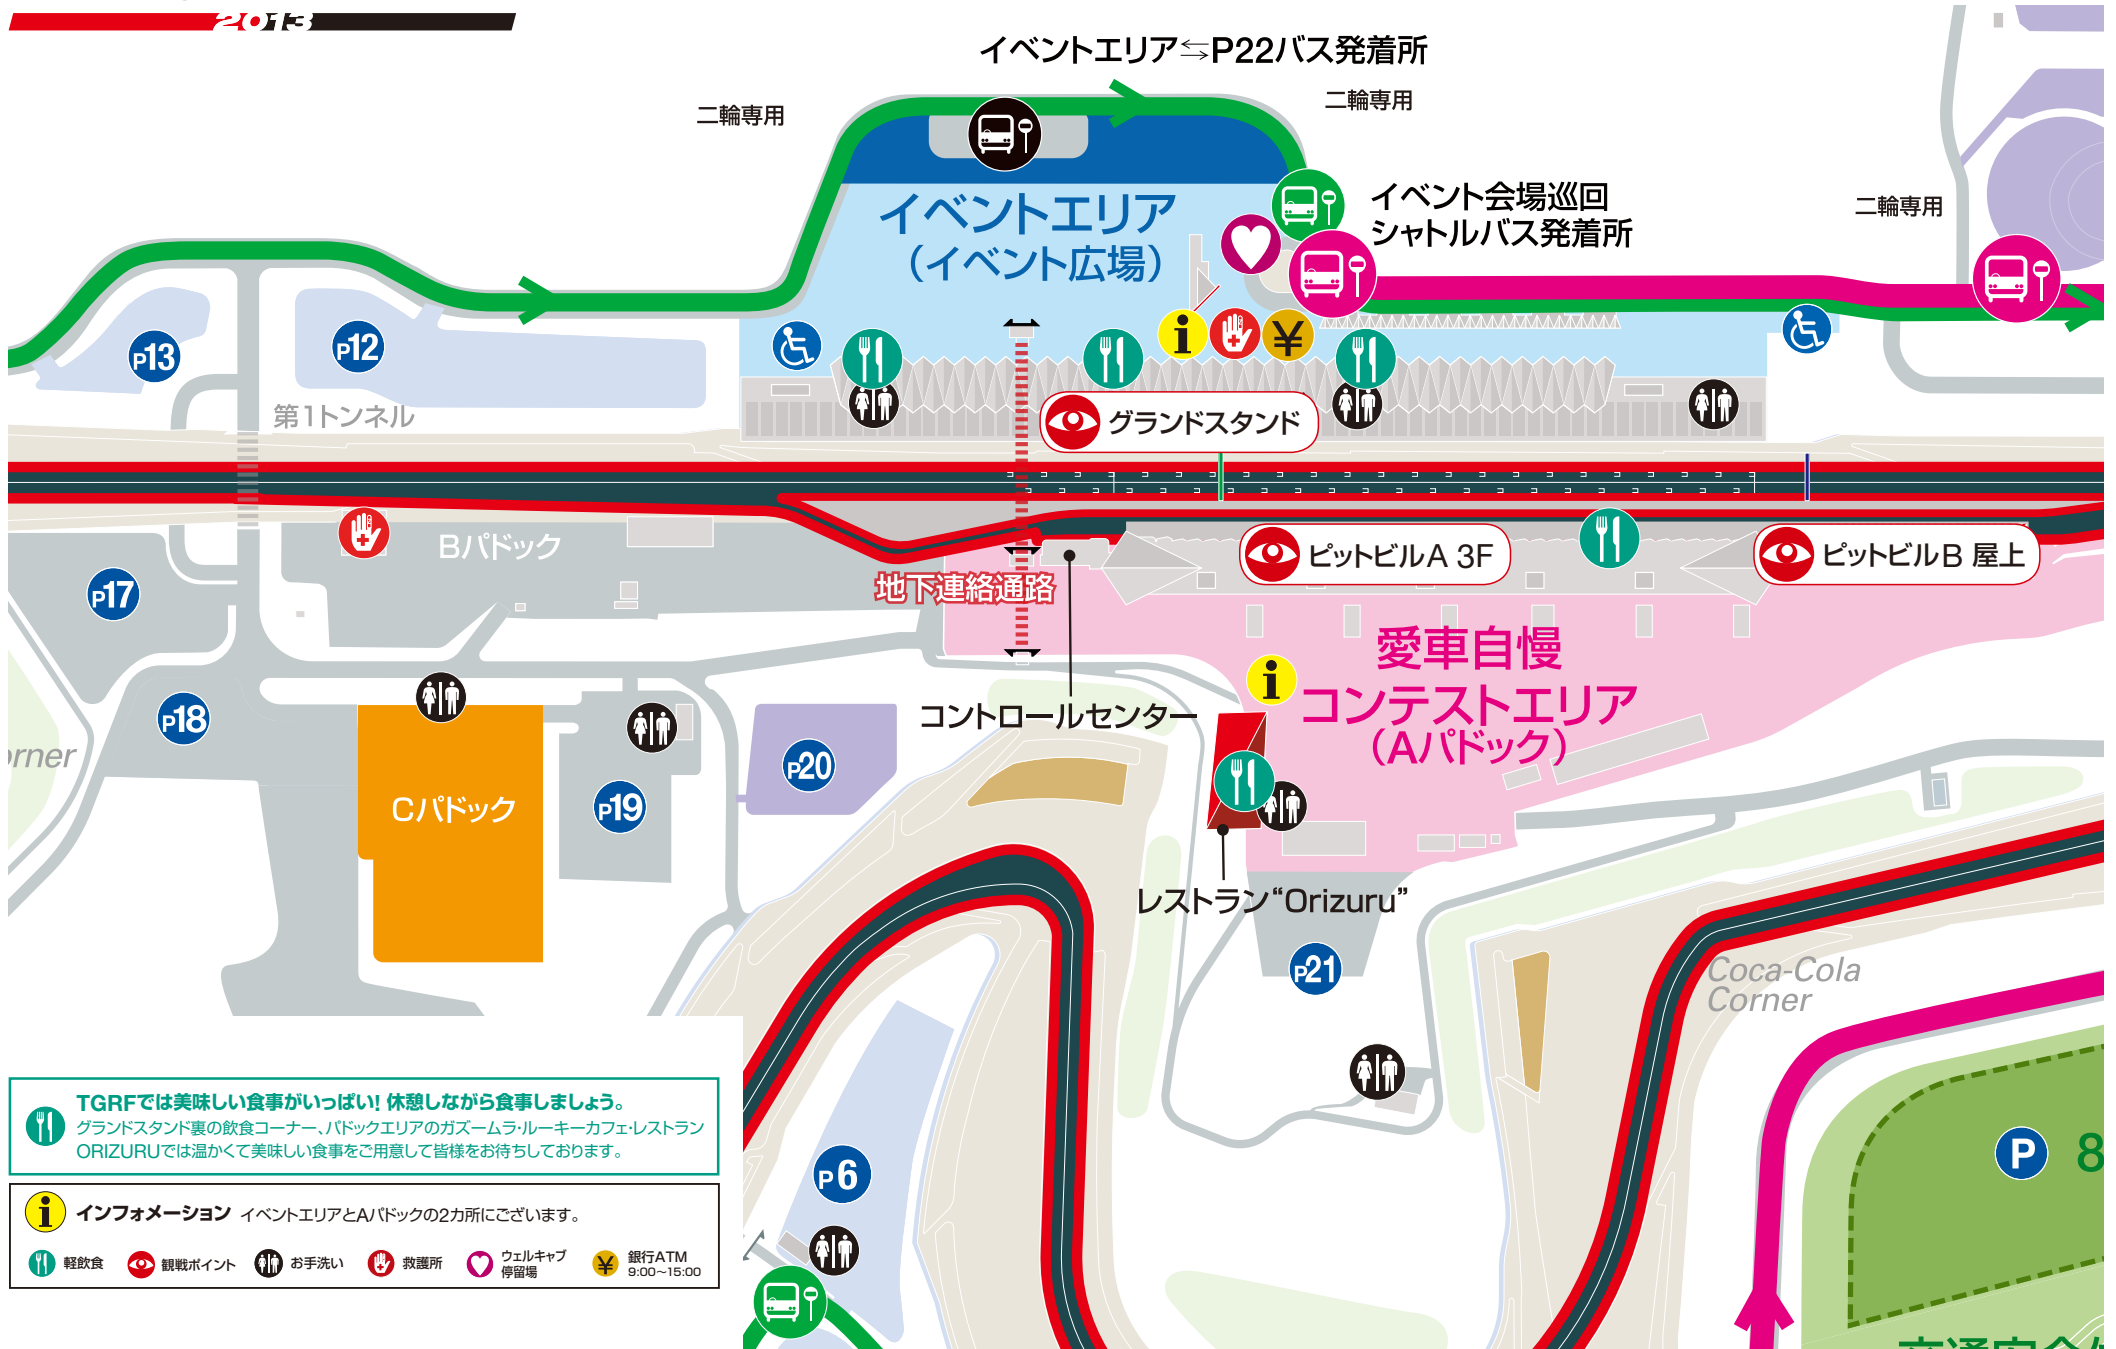 2013
イベントエリア⇆P22バス発着所
二輪専用
二輪専用
イベントエリア
（イベント広場）
イベント会場巡回
シャトルバス発着所
二輪専用
P13
P12
第1トンネル
グランドスタンド
Bパドック
ピットビルA 3F
ピットビルB 屋上
地下連絡通路
P17
愛車自慢
コンテストエリア
（Aパドック）
コントロールセンター
P18
P20
Cパドック
P19
レストラン“Orizuru”
P21
Coca-Cola
Corner
TGRFでは美味しい食事がいっぱい! 休憩しながら食事しましょう。
グランドスタンド裏の飲食コーナー、パドックエリアのガズームラ・ルーキーカフェ・レストラン
ORIZURUでは温かくて美味しい食事をご用意して皆様をお待ちしております。
P6
P 8
インフォメーション イベントエリアとAパドックの2カ所にございます。
軽飲食 観戦ポイント お手洗い 救護所 ウェルキャブ停留場 銀行ATM 9:00〜15:00